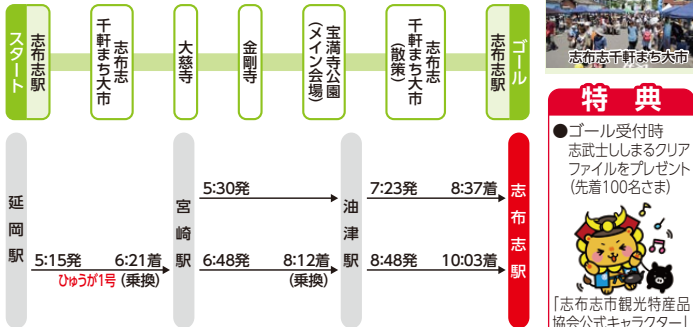 スタート
志布志駅
志布志
千軒まち大市
大慈寺
金剛寺
宝満寺公園
(メイン会場)
志布志
千軒まち大市
(散策)
志布志駅
ゴール
延岡駅
5:15発 6:21着
ひゅうが1号 (乗換)
宮崎駅
5:30発
6:48発 8:12着
(乗換)
油津駅
7:23発 8:37着
8:48発 10:03着
志布志駅
志布志千軒まち大市
特典
●ゴール受付時
志武士ししまるクリア
ファイルをプレゼント
(先着100名さま)
「志布志市観光特産品
協会公式キャラクター」